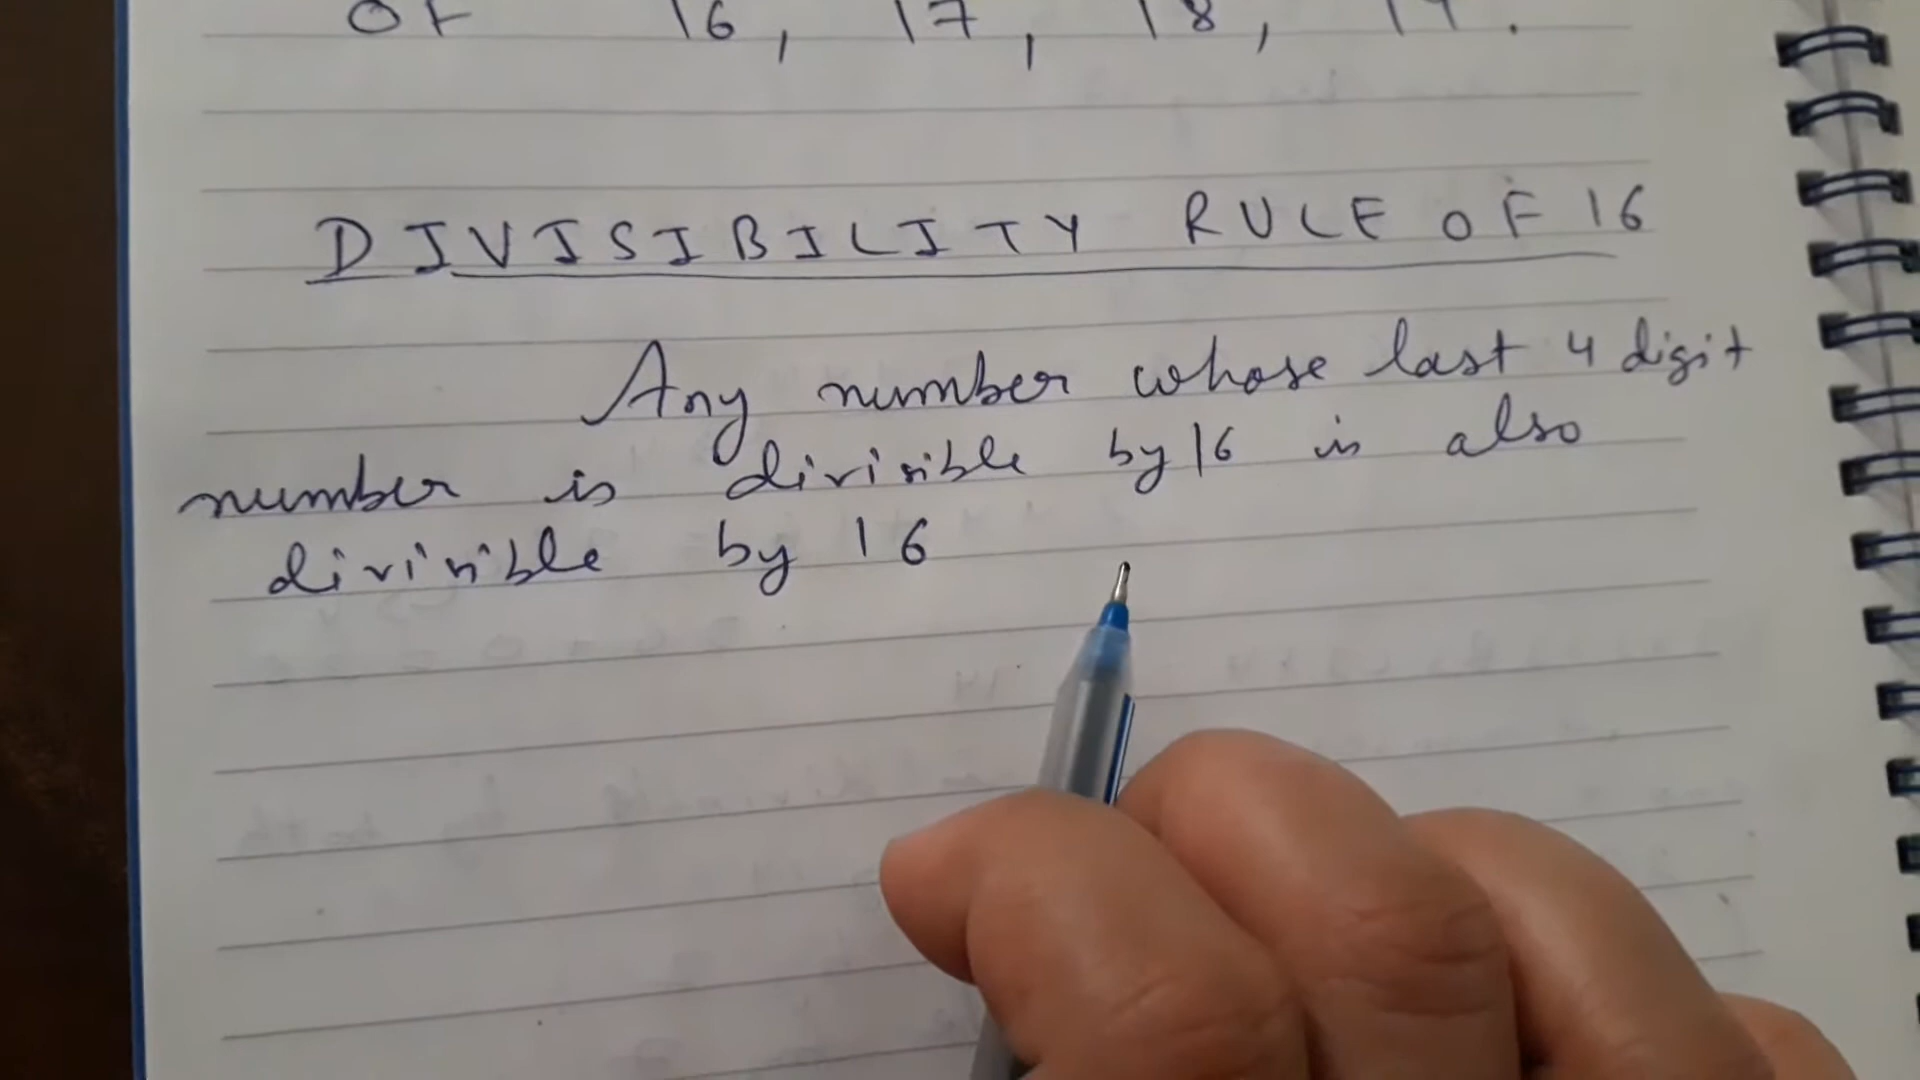 OF 16, 17, 18, 19.
DIVISIBILITY RULE OF 16
Any number whose last 4 digit
number is divisible by 16 is also
divisible by 16